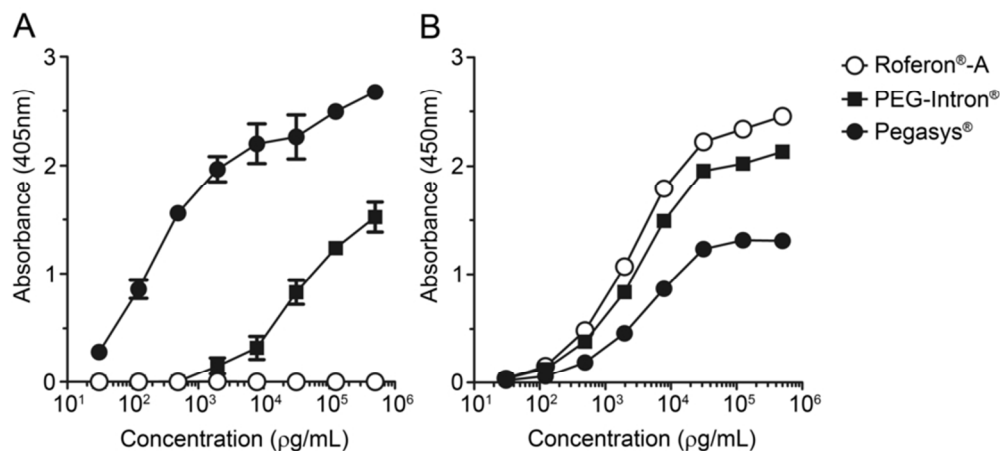 A
Absorbance (405nm)
3
2
1
0
10¹ 10² 10³ 10⁴ 10⁵ 10⁶
Concentration (ρg/mL)
B
Absorbance (450nm)
3
2
1
0
10¹ 10² 10³ 10⁴ 10⁵ 10⁶
Concentration (ρg/mL)
Roferon®-A
PEG-Intron®
Pegasys®